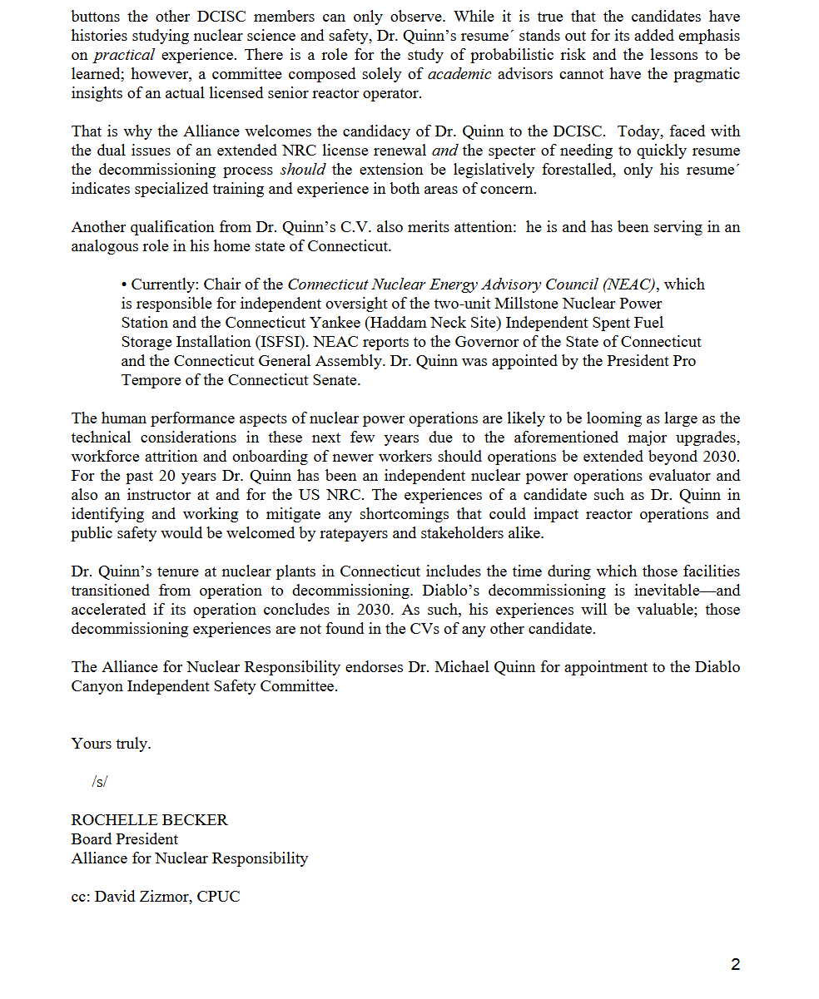 buttons the other DCISC members can only observe. While it is true that the candidates have
histories studying nuclear science and safety, Dr. Quinn’s resume´ stands out for its added emphasis
on practical experience. There is a role for the study of probabilistic risk and the lessons to be
learned; however, a committee composed solely of academic advisors cannot have the pragmatic
insights of an actual licensed senior reactor operator.
That is why the Alliance welcomes the candidacy of Dr. Quinn to the DCISC.  Today, faced with
the dual issues of an extended NRC license renewal and the specter of needing to quickly resume
the decommissioning process should the extension be legislatively forestalled, only his resume´
indicates specialized training and experience in both areas of concern.
Another qualification from Dr. Quinn’s C.V. also merits attention:  he is and has been serving in an
analogous role in his home state of Connecticut.
• Currently: Chair of the Connecticut Nuclear Energy Advisory Council (NEAC), which
is responsible for independent oversight of the two-unit Millstone Nuclear Power
Station and the Connecticut Yankee (Haddam Neck Site) Independent Spent Fuel
Storage Installation (ISFSI). NEAC reports to the Governor of the State of Connecticut
and the Connecticut General Assembly. Dr. Quinn was appointed by the President Pro
Tempore of the Connecticut Senate.
The human performance aspects of nuclear power operations are likely to be looming as large as the
technical considerations in these next few years due to the aforementioned major upgrades,
workforce attrition and onboarding of newer workers should operations be extended beyond 2030.
For the past 20 years Dr. Quinn has been an independent nuclear power operations evaluator and
also an instructor at and for the US NRC. The experiences of a candidate such as Dr. Quinn in
identifying and working to mitigate any shortcomings that could impact reactor operations and
public safety would be welcomed by ratepayers and stakeholders alike.
Dr. Quinn’s tenure at nuclear plants in Connecticut includes the time during which those facilities
transitioned from operation to decommissioning. Diablo’s decommissioning is inevitable—and
accelerated if its operation concludes in 2030. As such, his experiences will be valuable; those
decommissioning experiences are not found in the CVs of any other candidate.
The Alliance for Nuclear Responsibility endorses Dr. Michael Quinn for appointment to the Diablo
Canyon Independent Safety Committee.
Yours truly.
/s/
ROCHELLE BECKER
Board President
Alliance for Nuclear Responsibility
cc: David Zizmor, CPUC
2